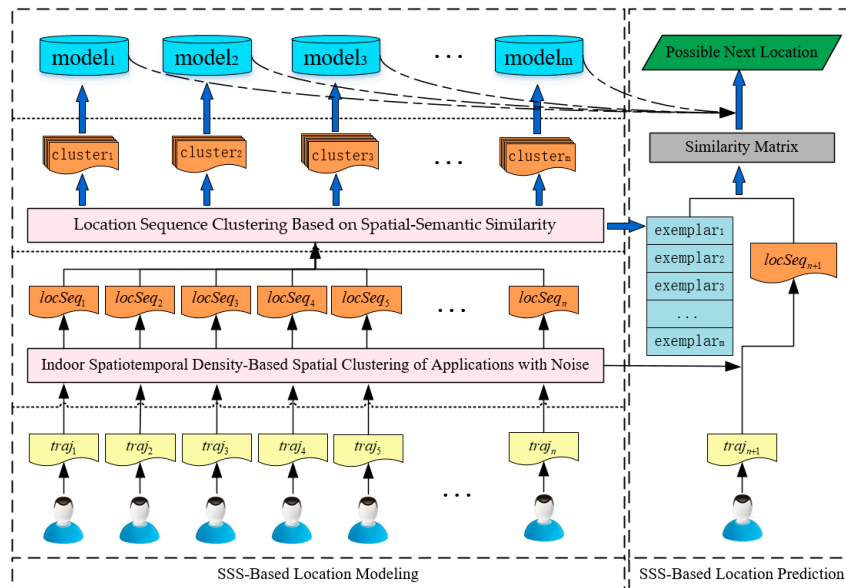 model1 model2 model3 ... modelm
Possible Next Location
cluster1 cluster2 cluster3 ... clusterm
Similarity Matrix
Location Sequence Clustering Based on Spatial-Semantic Similarity
exemplar1
exemplar2
exemplar3
...
exemplarm
locSeqn+1
locSeq1 locSeq2 locSeq3 locSeq4 locSeq5 ... locSeqn
Indoor Spatiotemporal Density-Based Spatial Clustering of Applications with Noise
traj1 traj2 traj3 traj4 traj5 trajn
trajn+1
...
SSS-Based Location Modeling
SSS-Based Location Prediction